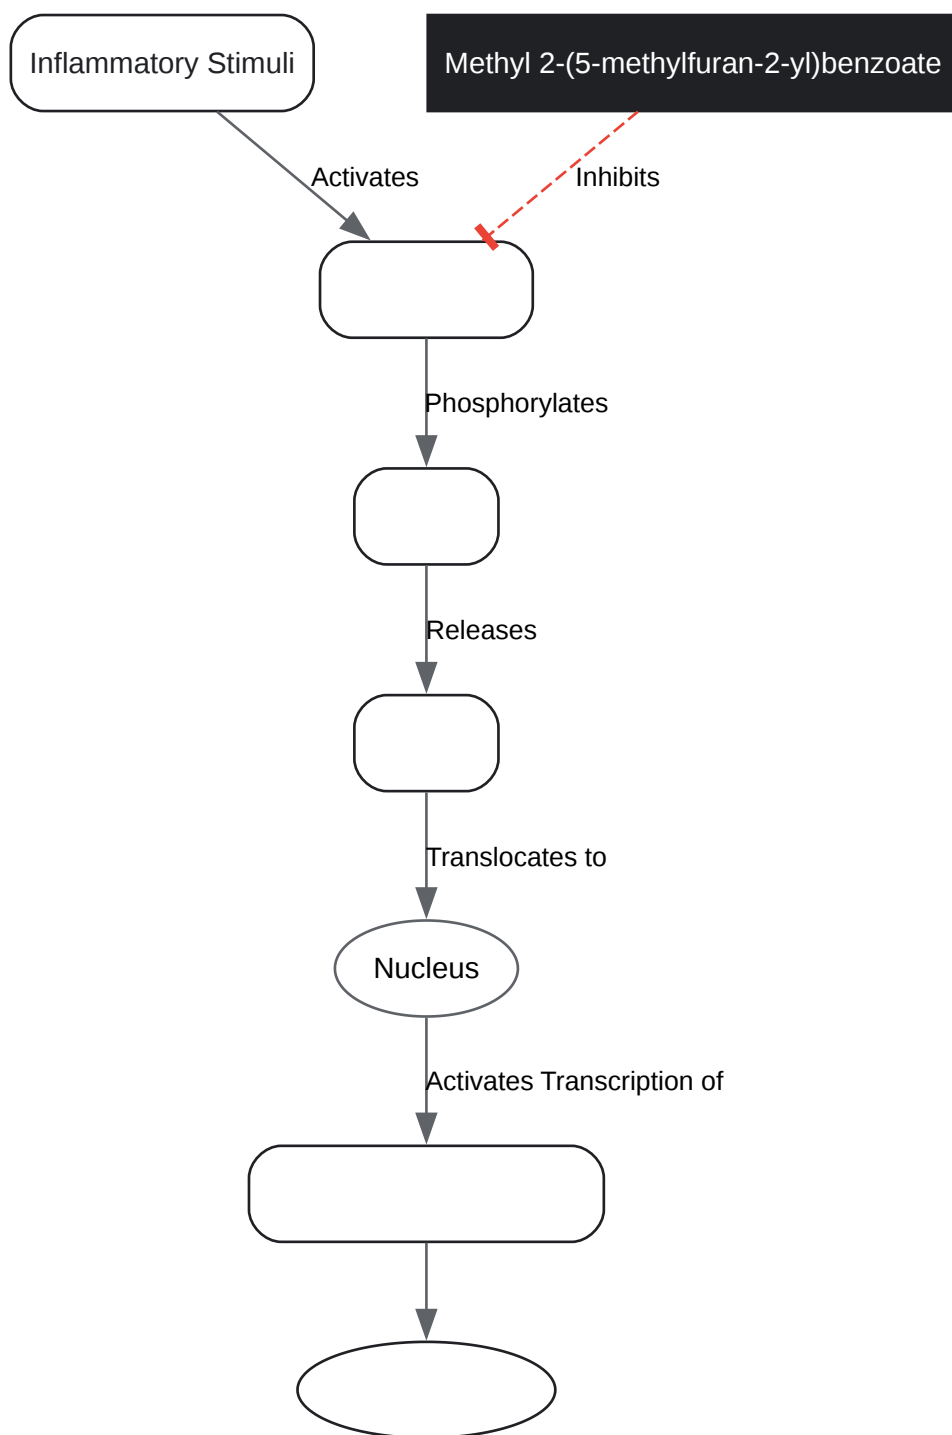 Inflammatory Stimuli
Methyl 2-(5-methylfuran-2-yl)benzoate
Activates
Inhibits
Phosphorylates
Releases
Translocates to
Nucleus
Activates Transcription of